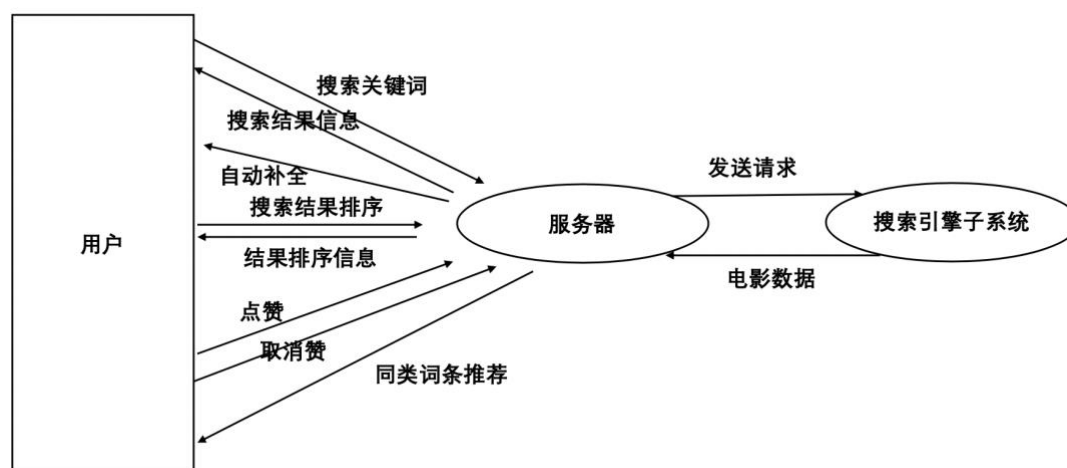 搜索关键词
搜索结果信息
自动补全
搜索结果排序
结果排序信息
用户
点赞
取消赞
同类词条推荐
服务器
发送请求
搜索引擎子系统
电影数据